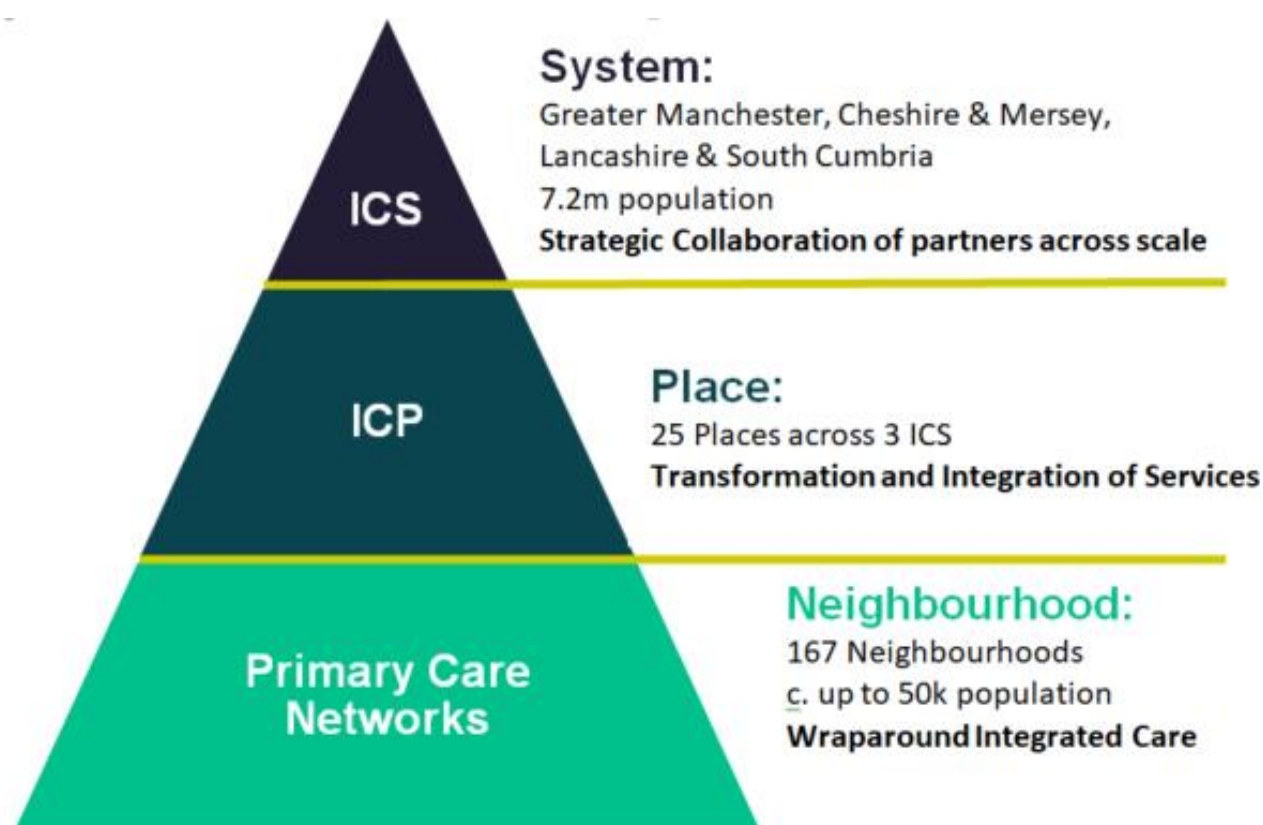 System:
Greater Manchester, Cheshire & Mersey,
Lancashire & South Cumbria
7.2m population
Strategic Collaboration of partners across scale
ICS
Place:
25 Places across 3 ICS
Transformation and Integration of Services
ICP
Neighbourhood:
167 Neighbourhoods
c. up to 50k population
Wraparound Integrated Care
Primary Care
Networks